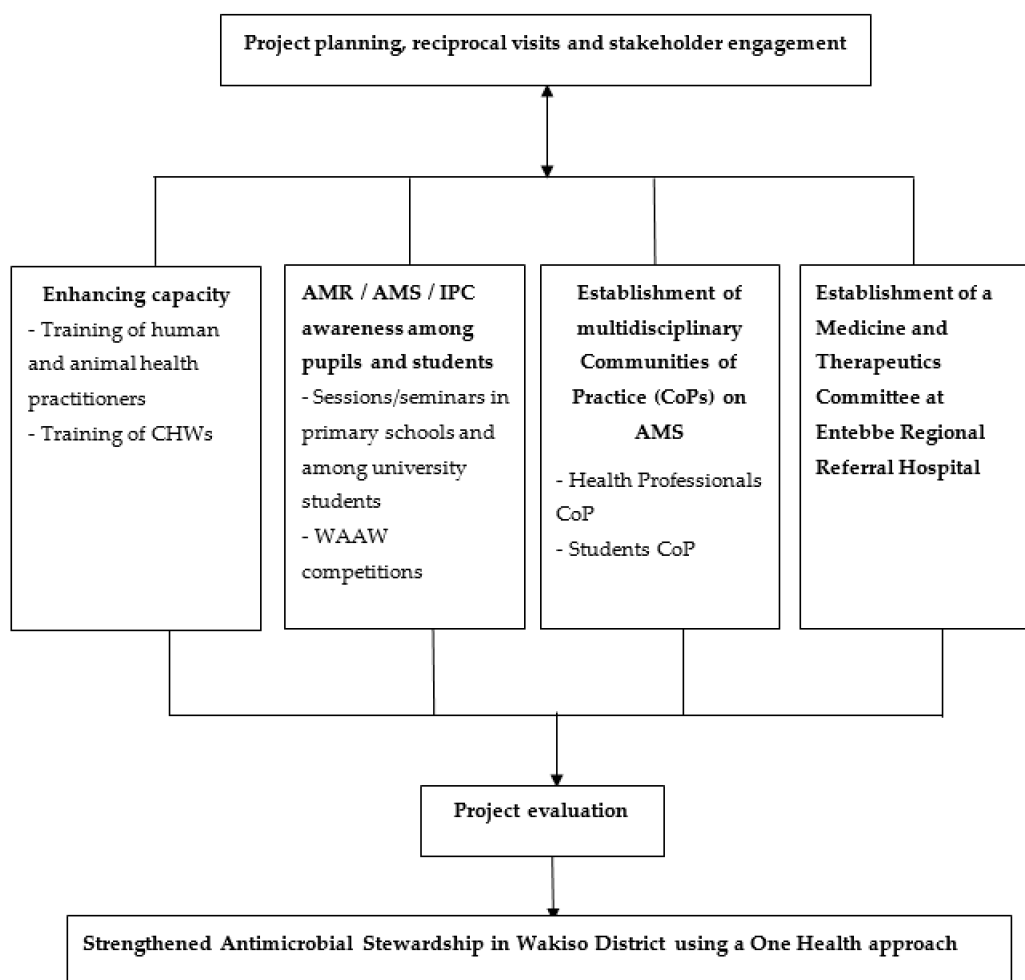 Project planning, reciprocal visits and stakeholder engagement
Enhancing capacity
- Training of human
and animal health
practitioners
- Training of CHWs
AMR / AMS / IPC
awareness among
pupils and students
- Sessions/seminars in
primary schools and
among university
students
- WAAW
competitions
Establishment of
multidisciplinary
Communities of
Practice (CoPs) on
AMS
- Health Professionals
CoP
- Students CoP
Establishment of a
Medicine and
Therapeutics
Committee at
Entebbe Regional
Referral Hospital
Project evaluation
Strengthened Antimicrobial Stewardship in Wakiso District using a One Health approach